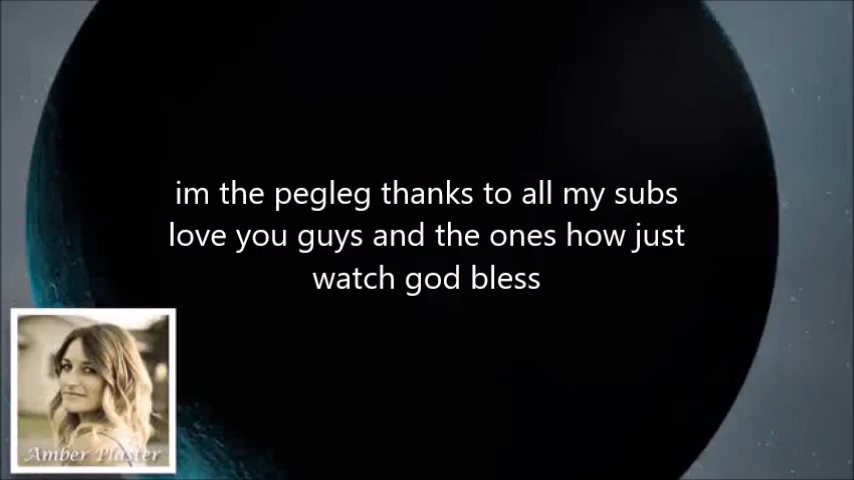 im the pegleg thanks to all my subs
love you guys and the ones how just
watch god bless
Amber Plaster